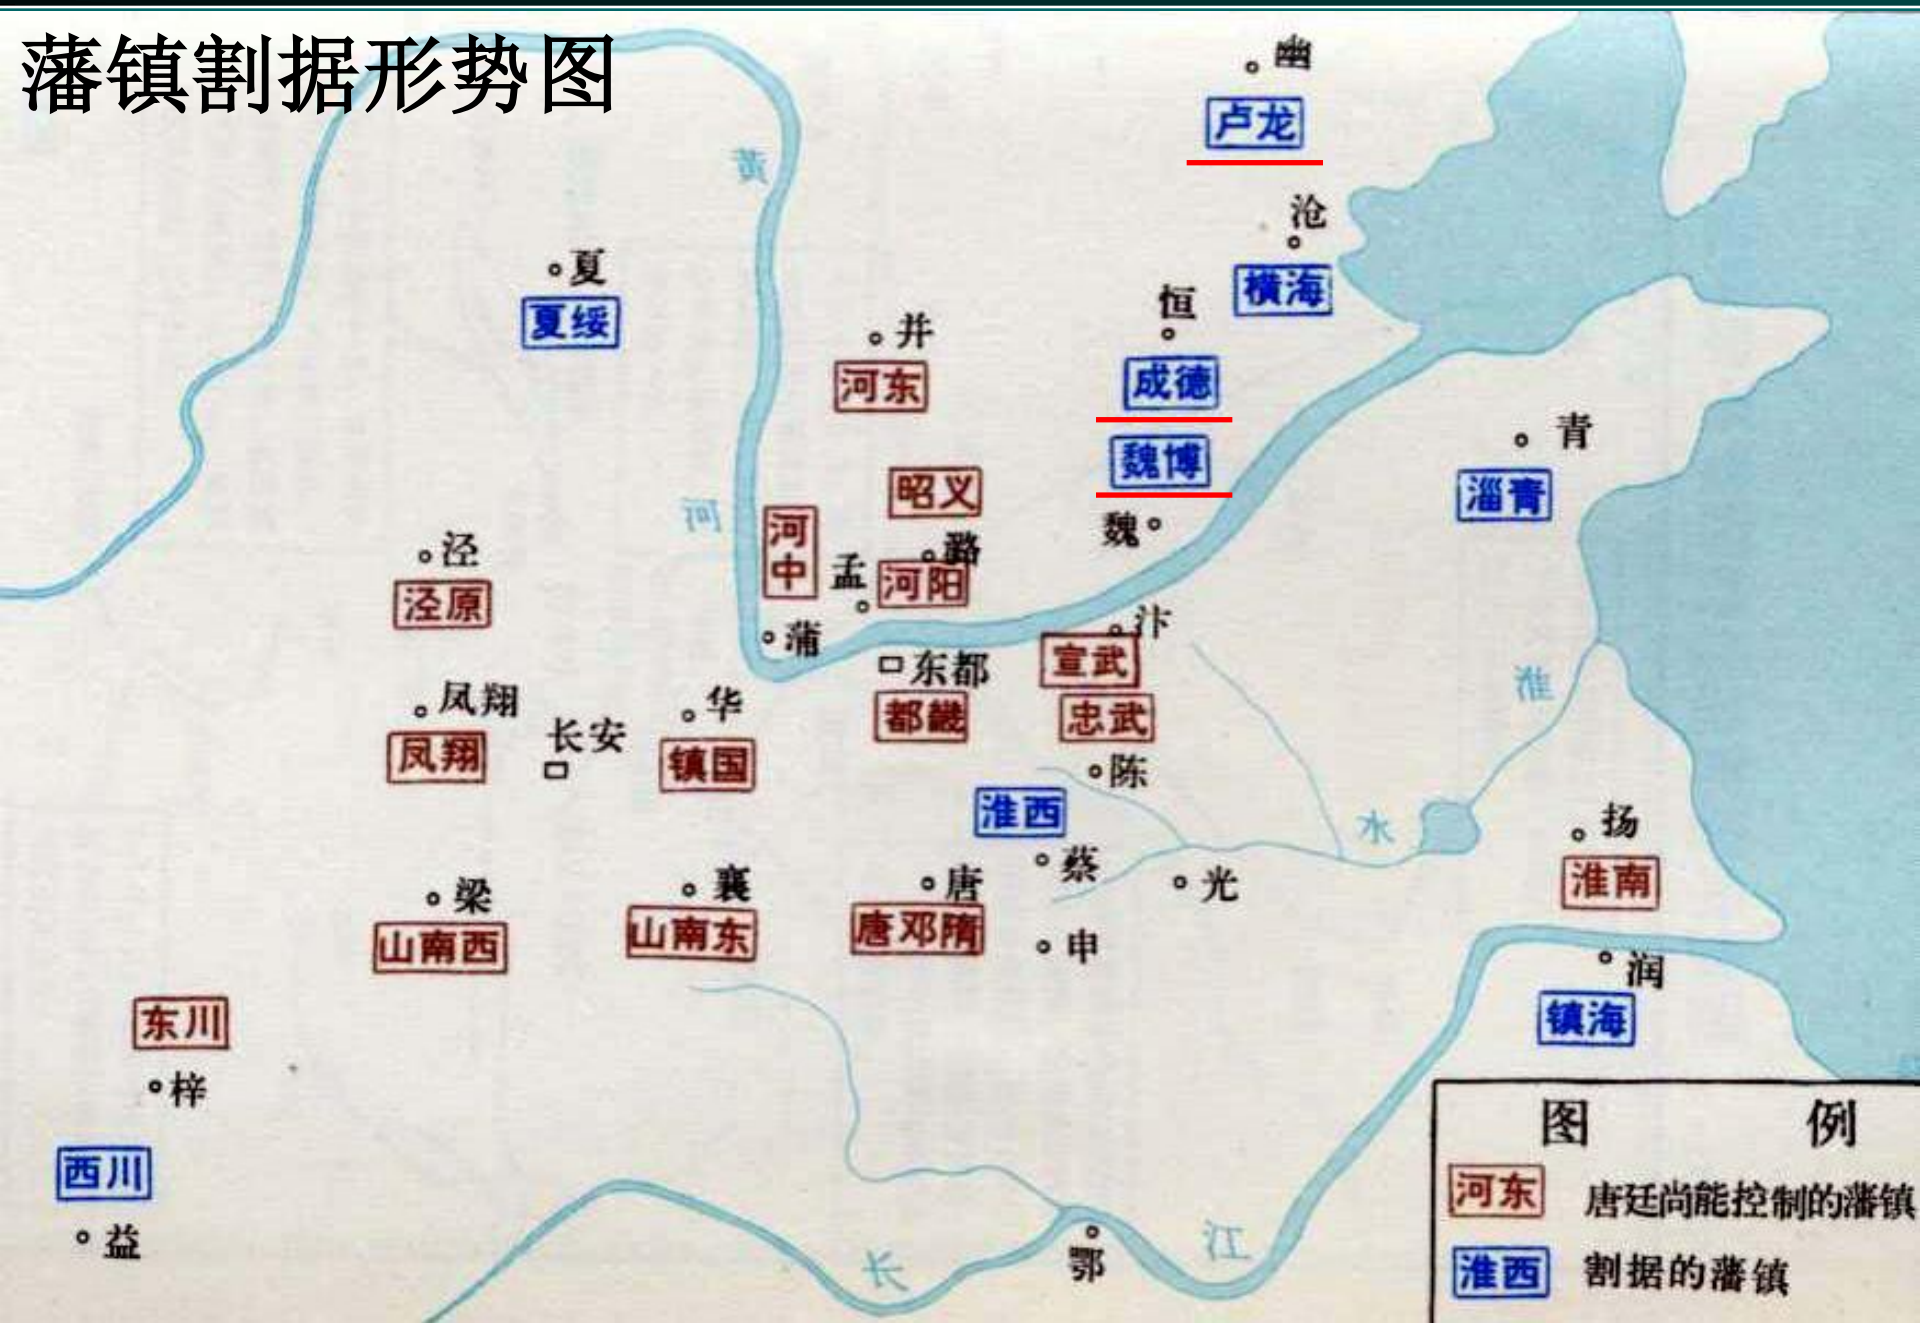 藩镇割据形势图
幽
卢龙
黄
沧
横海
夏
夏绥
恒
成德
并
河东
魏博
魏
青
淄青
昭义
潞
河
河中
孟
河阳
泾
泾原
蒲
汴
宣武
东都
都畿
忠武
陈
淮
凤翔
凤翔
长安
华
镇国
淮西
蔡
水
光
扬
淮南
梁
山南西
襄
山南东
唐
唐邓隋
申
润
镇海
东川
梓
西川
益
长
鄂
江
图 例
河东 唐廷尚能控制的藩镇
淮西 割据的藩镇